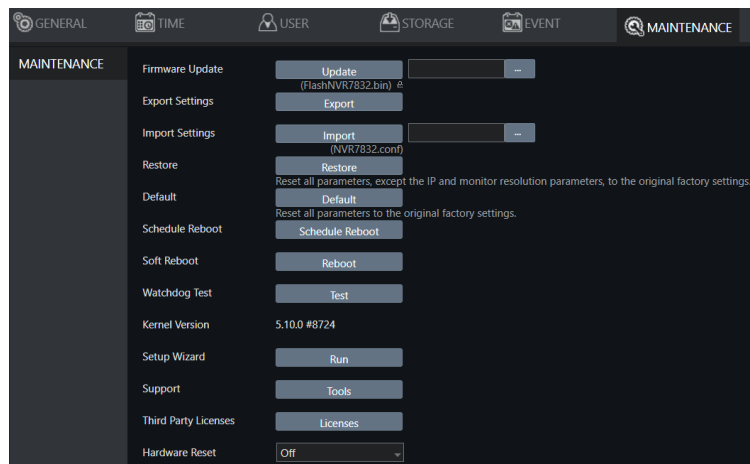 GENERAL TIME USER STORAGE EVENT MAINTENANCE
MAINTENANCE
Firmware Update Update ...
(FlashNVR7832.bin)
Export Settings Export
Import Settings Import ...
(NVR7832.conf)
Restore Restore
Reset all parameters, except the IP and monitor resolution parameters, to the original factory settings.
Default Default
Reset all parameters to the original factory settings.
Schedule Reboot Schedule Reboot
Soft Reboot Reboot
Watchdog Test Test
Kernel Version 5.10.0 #8724
Setup Wizard Run
Support Tools
Third Party Licenses Licenses
Hardware Reset Off